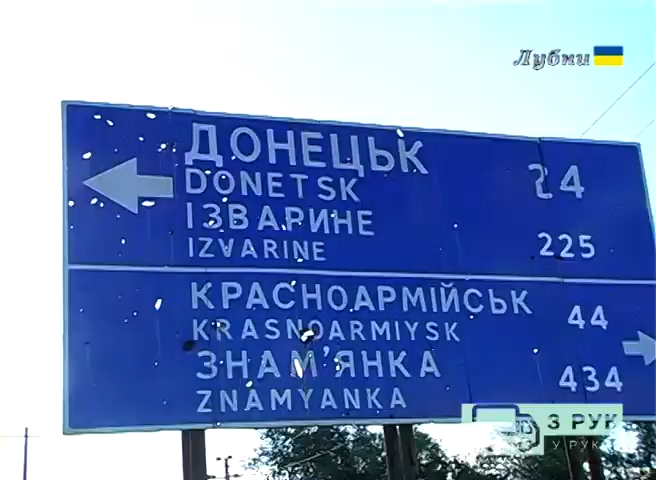 Лубни
ДОНЕЦЬК 24
DONETSK
ІЗВАРИНЕ 225
IZVARINE
КРАСНОАРМІЙСЬК 44
KRASNOARMIYSK
ЗНАМ'ЯНКА 434
ZNAMYANKA
З РУК
У РУКИ